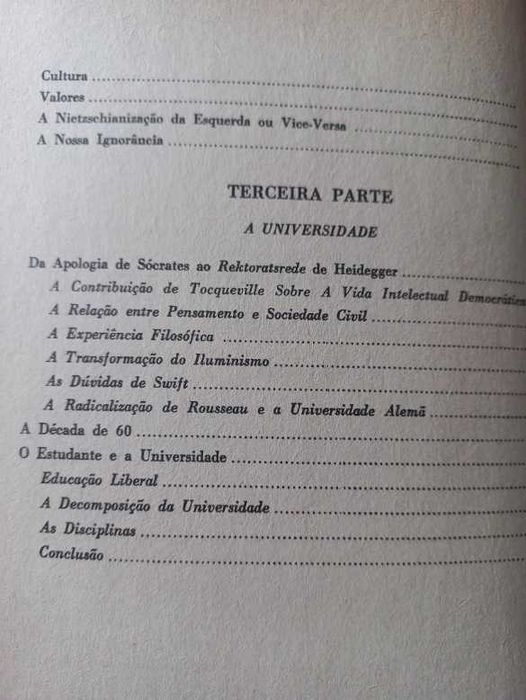 Cultura ..........
Valores ..........
A Nietzschianização da Esquerda ou Vice-Versa ..........
A Nossa Ignorância ..........
TERCEIRA PARTE
A UNIVERSIDADE
Da Apologia de Sócrates ao Rektoratsrede de Heidegger ..........
A Contribuição de Tocqueville Sobre A Vida Intelectual Democrática
A Relação entre Pensamento e Sociedade Civil ..........
A Experiência Filosófica ..........
A Transformação do Iluminismo ..........
As Dúvidas de Swift ..........
A Radicalização de Rousseau e a Universidade Alemã ..........
A Década de 60 ..........
O Estudante e a Universidade ..........
Educação Liberal ..........
A Decomposição da Universidade ..........
As Disciplinas ..........
Conclusão ..........